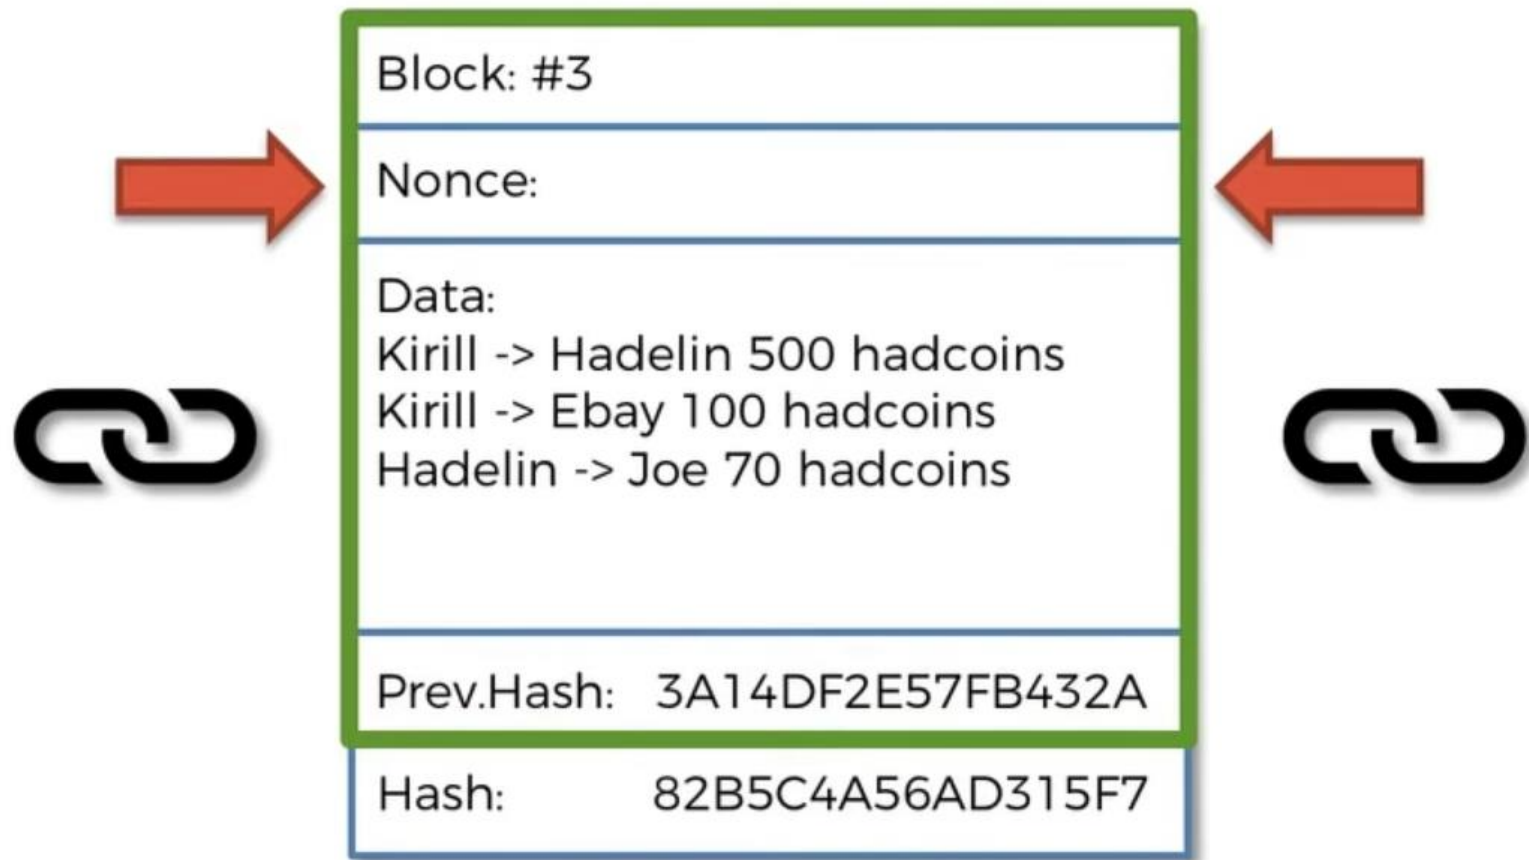 Block: #3
Nonce:
Data:
Kirill -> Hadelin 500 hadcoins
Kirill -> Ebay 100 hadcoins
Hadelin -> Joe 70 hadcoins
Prev.Hash: 3A14DF2E57FB432A
Hash: 82B5C4A56AD315F7